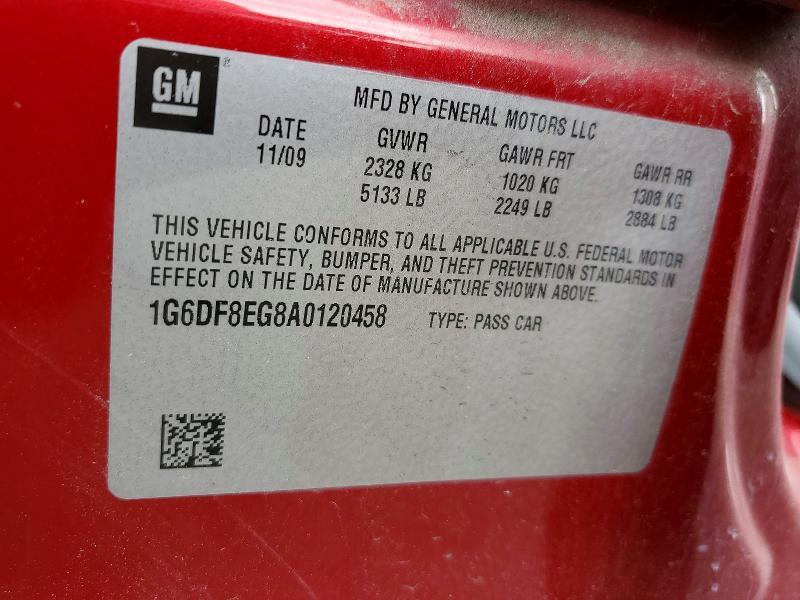 GM®
MFD BY GENERAL MOTORS LLC
DATE GVWR GAWR FRT GAWR RR
11/09 2328 KG 1020 KG 1308 KG
5133 LB 2249 LB 2884 LB
THIS VEHICLE CONFORMS TO ALL APPLICABLE U.S. FEDERAL MOTOR
VEHICLE SAFETY, BUMPER, AND THEFT PREVENTION STANDARDS IN
EFFECT ON THE DATE OF MANUFACTURE SHOWN ABOVE.
1G6DF8EG8A0120458 TYPE: PASS CAR